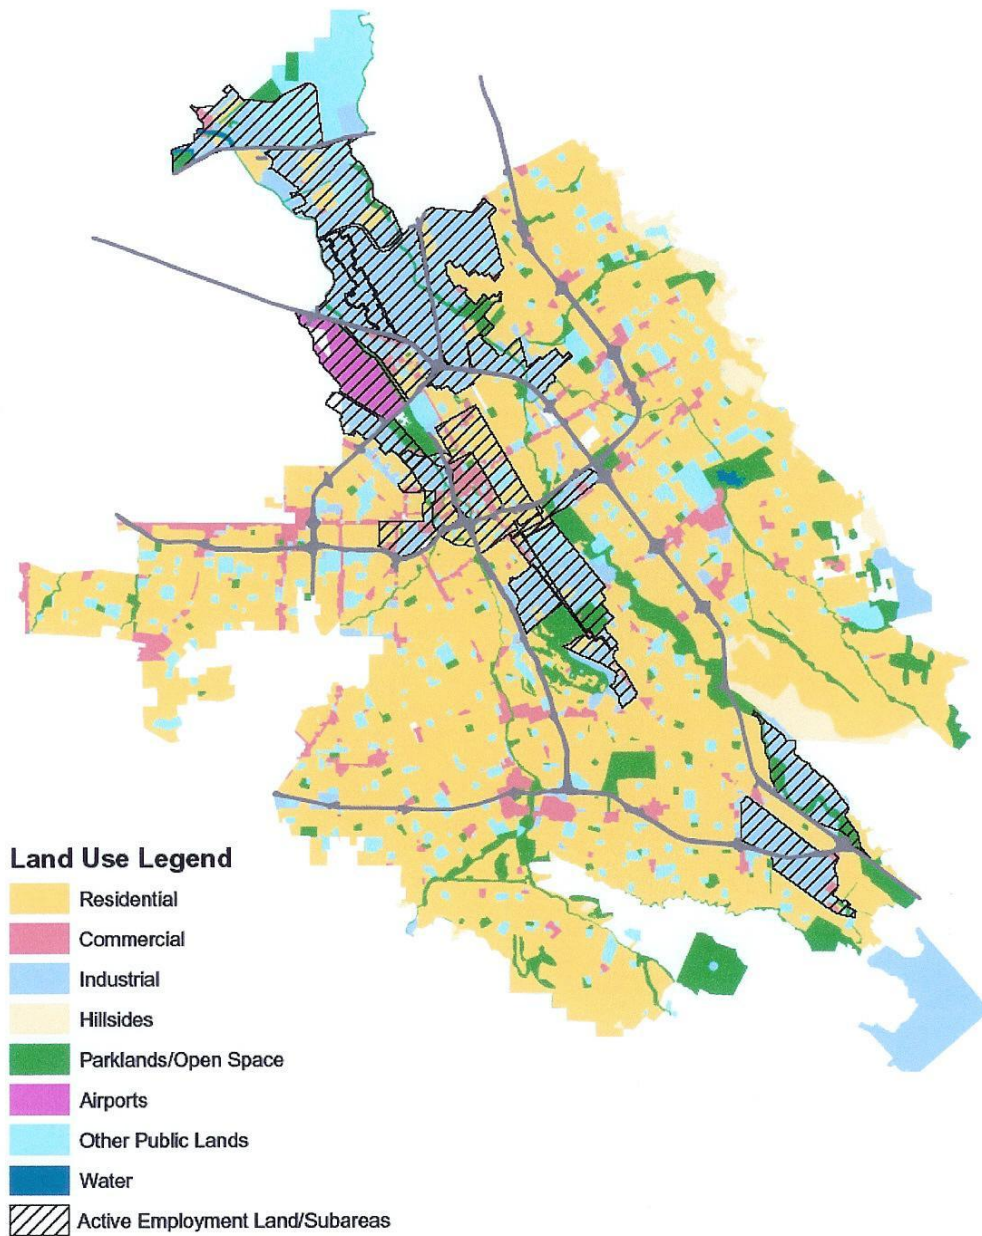 Land Use Legend
Residential
Commercial
Industrial
Hillsides
Parklands/Open Space
Airports
Other Public Lands
Water
Active Employment Land/Subareas